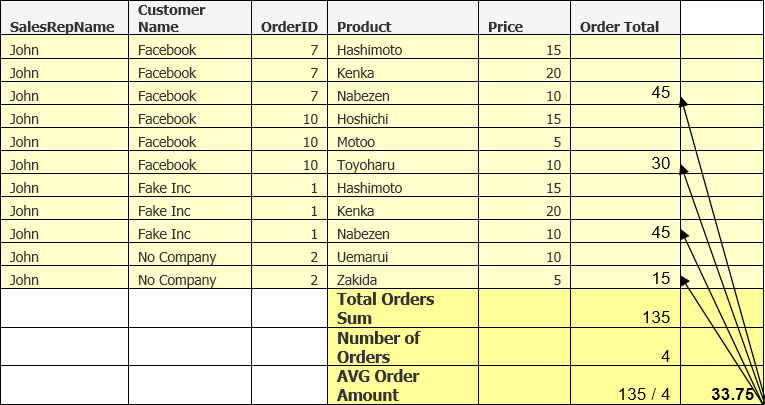 SalesRepName Customer Name OrderID Product Price Order Total
John Facebook 7 Hashimoto 15
John Facebook 7 Kenka 20
John Facebook 7 Nabezen 10 45
John Facebook 10 Hoshichi 15
John Facebook 10 Motoo 5
John Facebook 10 Toyoharu 10 30
John Fake Inc 1 Hashimoto 15
John Fake Inc 1 Kenka 20
John Fake Inc 1 Nabezen 10 45
John No Company 2 Uemarui 10
John No Company 2 Zakida 5 15
Total Orders Sum 135
Number of Orders 4
AVG Order Amount 135 / 4 33.75